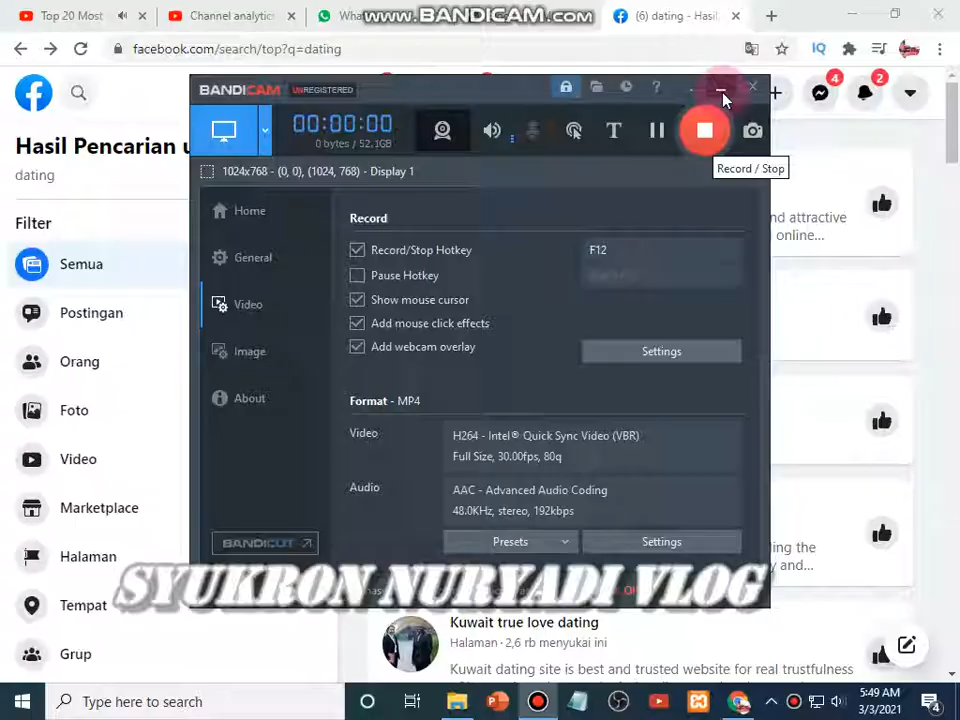 Top 20 Most
Channel analytic
Wha
WWW.BANDICAM.COM
(6) dating - Hasil
facebook.com/search/top?q=dating
IQ
4
2
Hasil Pencarian u
dating
Filter
Semua
Postingan
Orang
Foto
Video
Marketplace
Halaman
Tempat
Grup
BANDICAM UNREGISTERED
?
00:00:00
0 bytes / 52,1GB
T
Record / Stop
1024x768 - (0, 0), (1024, 768) - Display 1
Home
General
Video
Image
About
BANDICUT
Record
Record/Stop Hotkey
F12
Pause Hotkey
Show mouse cursor
Add mouse click effects
Add webcam overlay
Settings
Format - MP4
Video
H264 - Intel® Quick Sync Video (VBR)
Full Size, 30.00fps, 80q
Audio
AAC - Advanced Audio Coding
48.0KHz, stereo, 192kbps
Presets
Settings
and attractive
online...
ing the
y and...
SYUKRON NURYADI VLOG
Kuwait true love dating
Halaman · 2,6 rb menyukai ini
Kuwait dating site is best and trusted website for real trustfulness
Type here to search
5:49 AM
3/3/2021
4